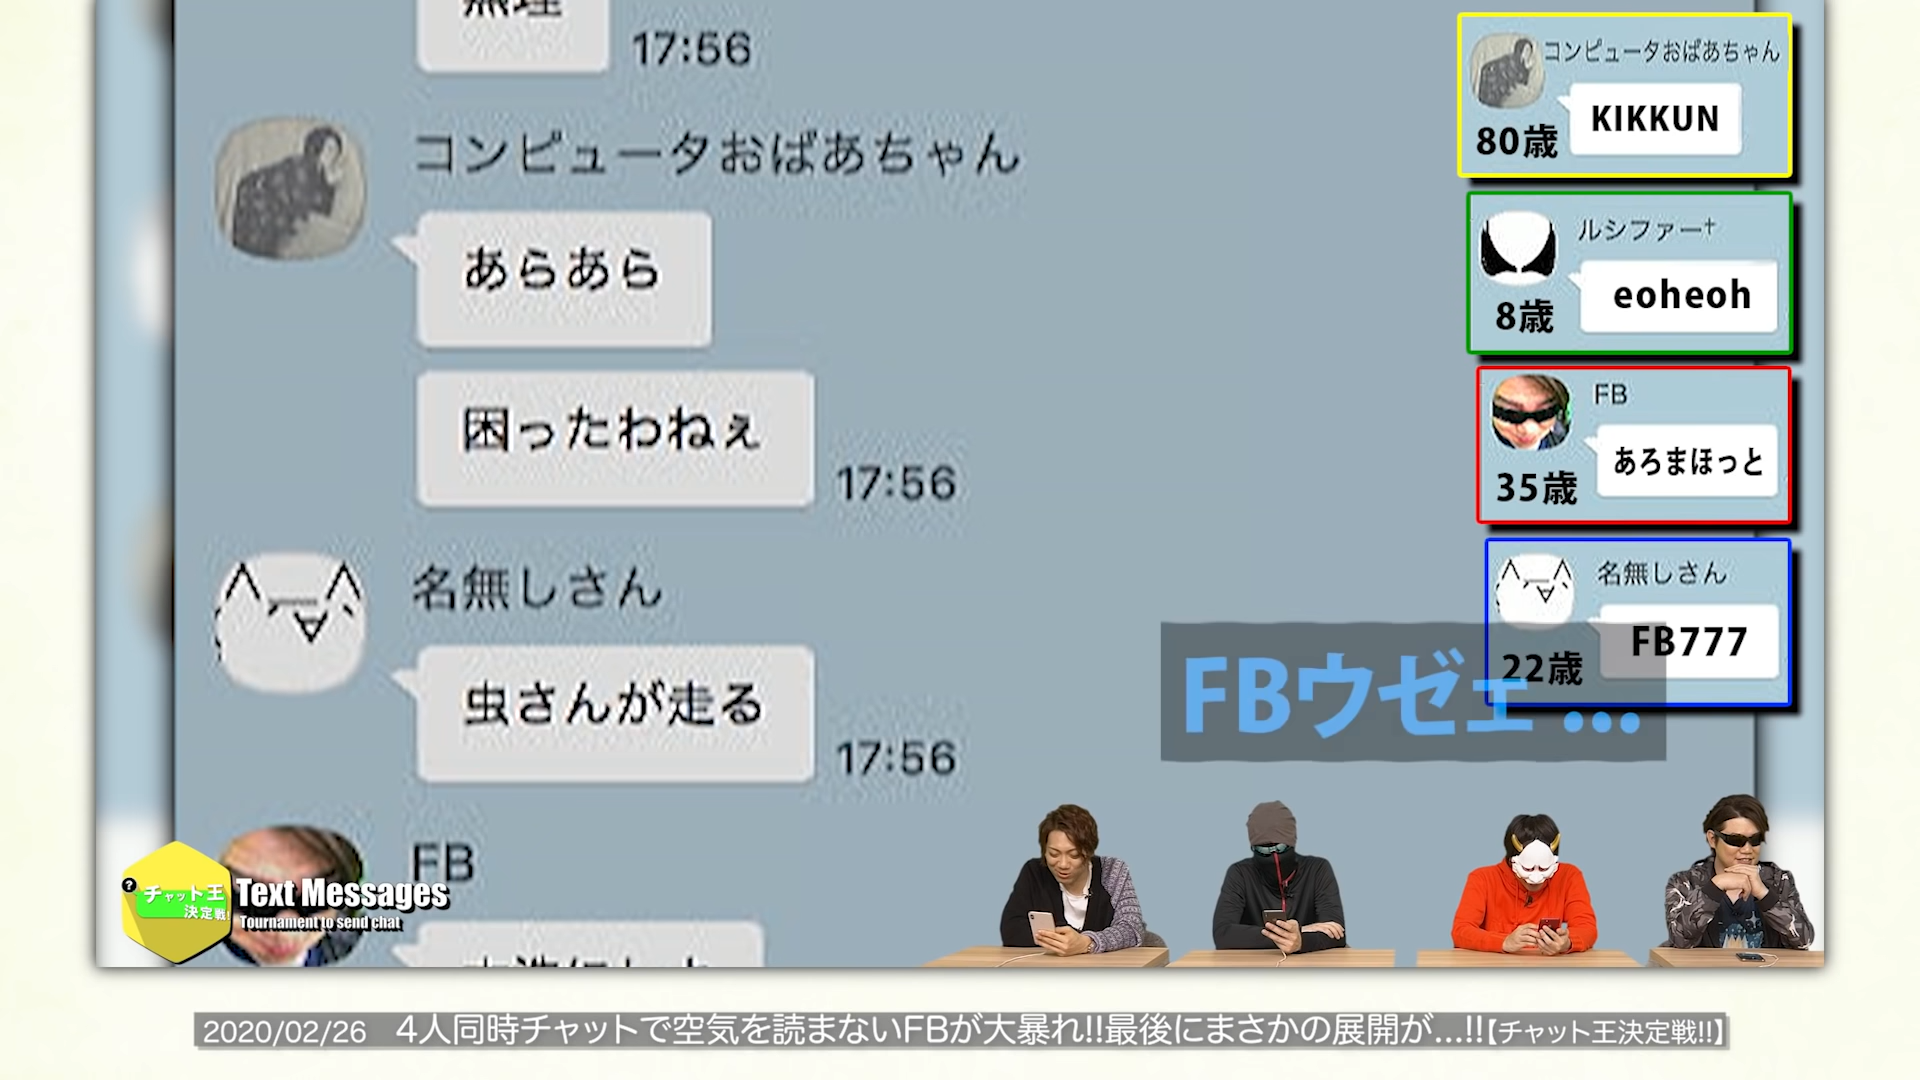 無理
17:56
コンピュータおばあちゃん
あらあら
困ったわねぇ
17:56
名無しさん
虫さんが走る
17:56
FB
コンピュータおばあちゃん
KIKKUN
80歳
ルシファー†
eoheoh
8歳
FB
あろまほっと
35歳
名無しさん
FB777
22歳
FBウゼェ…
?
チャット王
決定戦!
Text Messages
Tournament to send chat
2020/02/26 4人同時チャットで空気を読まないFBが大暴れ!!最後にまさかの展開が…!!【チャット王決定戦!!】